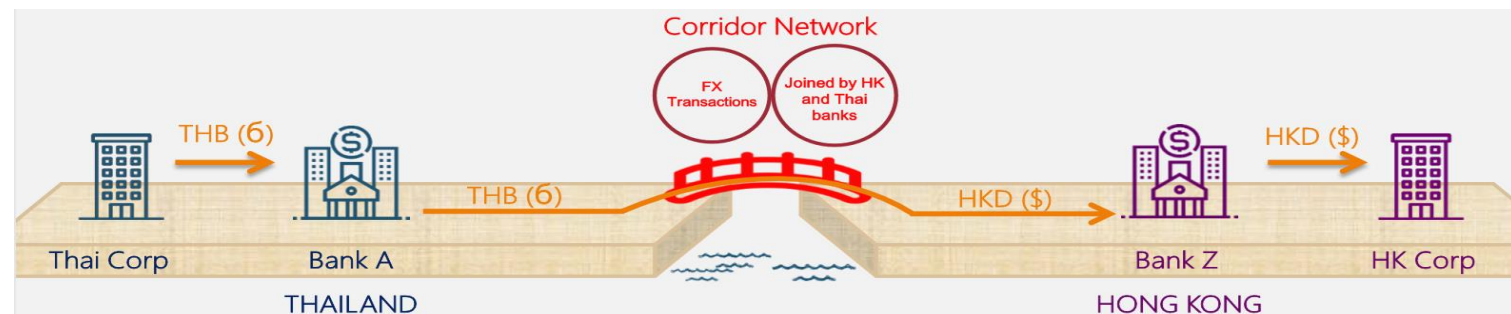 Corridor Network
FX
Transactions
Joined by HK
and Thai
banks
THB (б)
HKD ($)
THB (б)
HKD ($)
Thai Corp
Bank A
Bank Z
HK Corp
THAILAND
HONG KONG